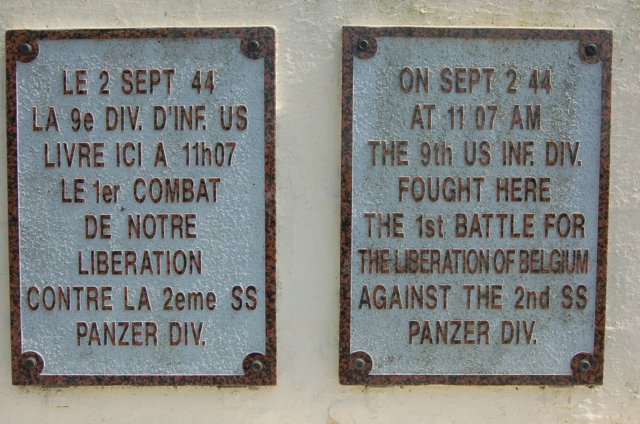 LE 2 SEPT 44
LA 9e DIV. D'INF. US
LIVRE ICI A 11h07
LE 1er COMBAT
DE NOTRE
LIBERATION
CONTRE LA 2eme SS
PANZER DIV.
ON SEPT 2 44
AT 11 07 AM
THE 9th US INF. DIV.
FOUGHT HERE
THE 1st BATTLE FOR
THE LIBERATION OF BELGIUM
AGAINST THE 2nd SS
PANZER DIV.